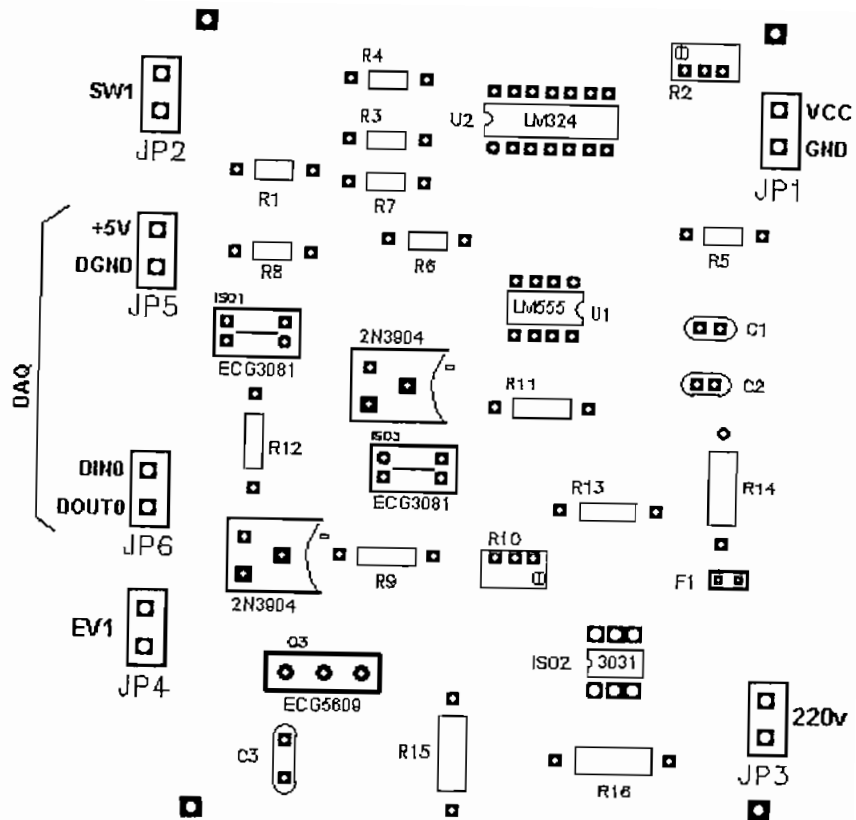 SW1
JP2
R4
R3
R1
R7
U2
LM324
R2
VCC
GND
JP1
+5V
DGND
JP5
R8
R6
R5
ISO1
ECG3081
2N3904
LM555
U1
C1
C2
DAQ
R11
R12
ISO3
ECG3081
DIN0
DOUT0
JP6
R13
R14
R10
R9
2N3904
F1
EV1
JP4
Q3
ECG5609
ISO2
3031
C3
R15
R16
220v
JP3